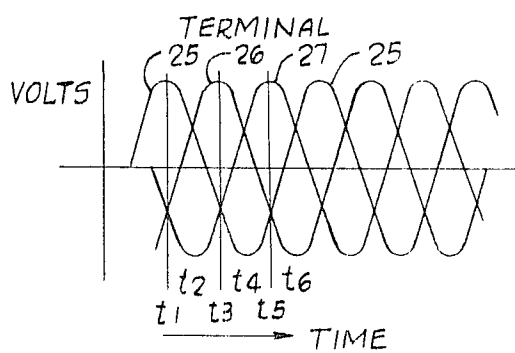 TERMINAL
25 26 27 25
VOLTS
t2 t4 t6
t1 t3 t5
TIME